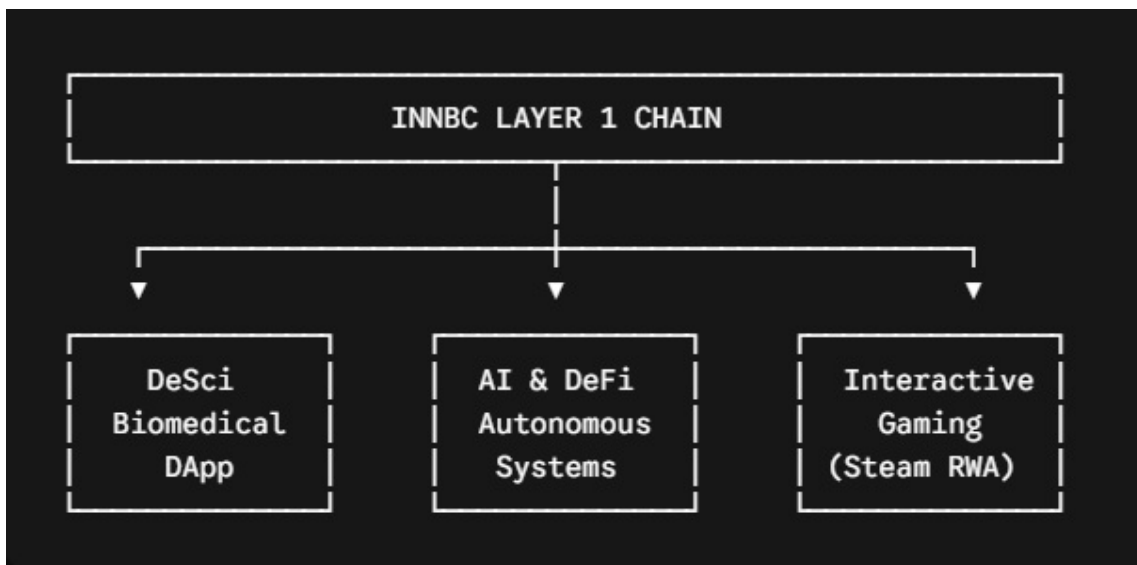 INNBC LAYER 1 CHAIN
DeSci
Biomedical
DApp
AI & DeFi
Autonomous
Systems
Interactive
Gaming
(Steam RWA)